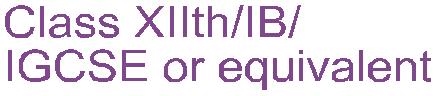 Class XIIth/IB/
IGCSE or equivalent